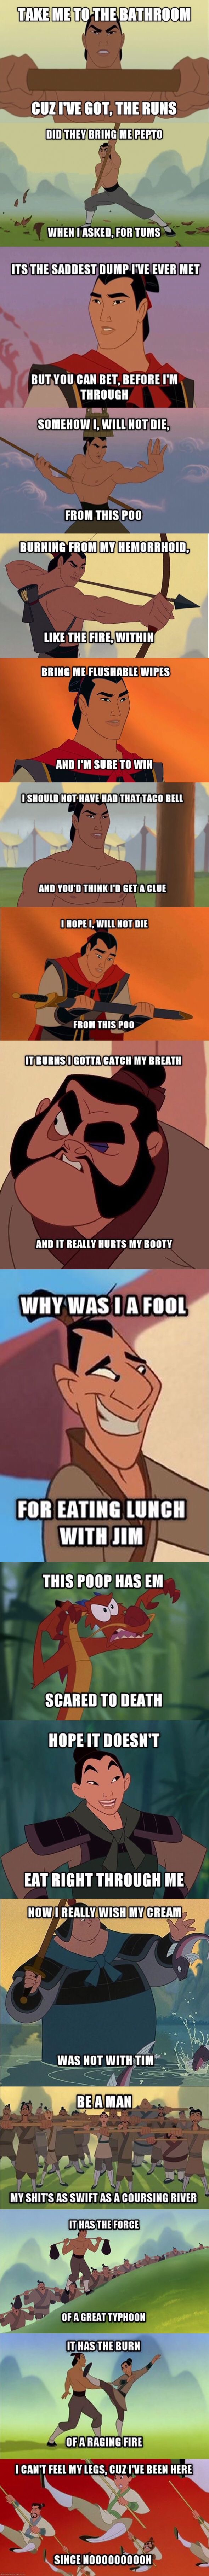 TAKE ME TO THE BATHROOM
CUZ I'VE GOT, THE RUNS
DID THEY BRING ME PEPTO
WHEN I ASKED, FOR TUMS
ITS THE SADDEST DUMP I'VE EVER MET
BUT YOU CAN BET, BEFORE I'M
THROUGH
SOMEHOW I, WILL NOT DIE,
FROM THIS POO
BURNING FROM MY HEMORRHOID,
LIKE THE FIRE, WITHIN
BRING ME FLUSHABLE WIPES
AND I'M SURE TO WIN
I SHOULD NOT HAVE HAD THAT TACO BELL
AND YOU'D THINK I'D GET A CLUE
I HOPE I, WILL NOT DIE
FROM THIS POO
IT BURNS I GOTTA CATCH MY BREATH
AND IT REALLY HURTS MY BOOTY
WHY WAS I A FOOL
FOR EATING LUNCH
WITH JIM
THIS POOP HAS EM
SCARED TO DEATH
HOPE IT DOESN'T
EAT RIGHT THROUGH ME
NOW I REALLY WISH MY CREAM
WAS NOT WITH TIM
BE A MAN
MY SHIT'S AS SWIFT AS A COURSING RIVER
IT HAS THE FORCE
OF A GREAT TYPHOON
IT HAS THE BURN
OF A RAGING FIRE
I CAN'T FEEL MY LEGS, CUZ I'VE BEEN HERE
SINCE NOOOOOOOOON